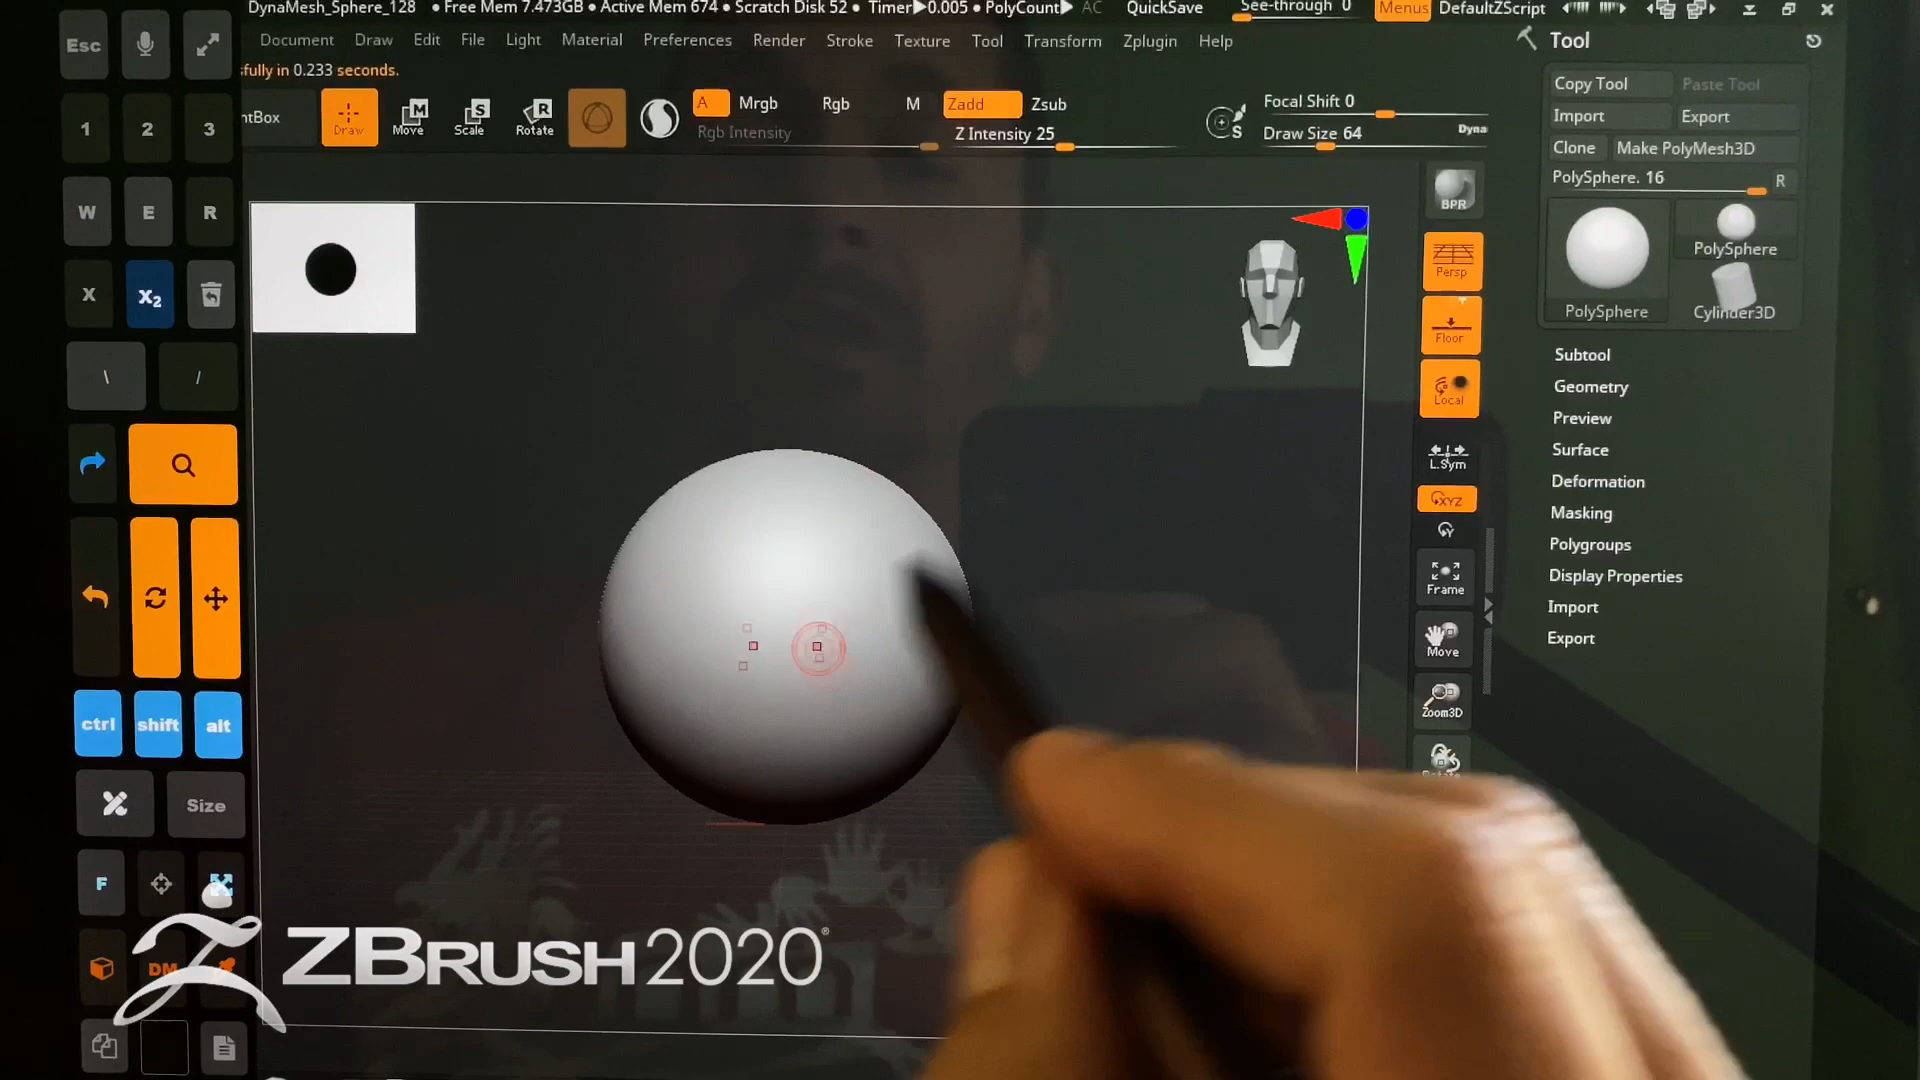 DynaMesh_Sphere_128 • Free Mem 7.473GB • Active Mem 674 • Scratch Disk 52 • Timer▶0.005 • PolyCount▶ AC QuickSave See-through 0 Menus DefaultZScript
Document Draw Edit File Light Material Preferences Render Stroke Texture Tool Transform Zplugin Help
sfully in 0.233 seconds.
ntBox Draw Move Scale Rotate
M S R
A Mrgb Rgb M Zadd Zsub
Rgb Intensity Z Intensity 25
S
Focal Shift 0
Draw Size 64 Dyna
Tool
Copy Tool Paste Tool
Import Export
Clone Make PolyMesh3D
PolySphere. 16 R
PolySphere
PolySphere
Cylinder3D
Subtool
Geometry
Preview
Surface
Deformation
Masking
Polygroups
Display Properties
Import
Export
BPR
Persp
Floor
Local
L.Sym
XYZ
Y
Frame
Move
Zoom3D
Esc
1 2 3
W E R
X X2
\ /
ctrl shift alt
Size
F
DM
ZBRUSH 2020®